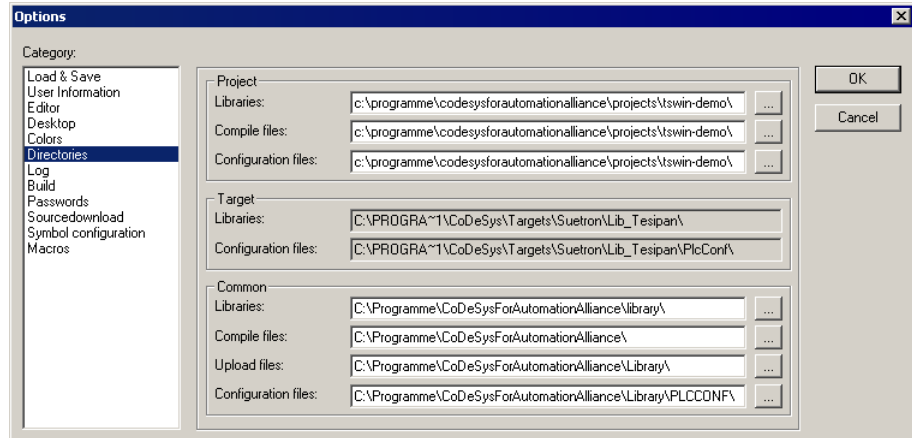 Options
Category:
Load & Save
User Information
Editor
Desktop
Colors
Directories
Log
Build
Passwords
Sourcedownload
Symbol configuration
Macros
Project
Libraries: c:\programme\codesysforautomationalliance\projects\tswin-demo\ ...
Compile files: c:\programme\codesysforautomationalliance\projects\tswin-demo\ ...
Configuration files: c:\programme\codesysforautomationalliance\projects\tswin-demo\ ...
Target
Libraries: C:\PROGRA~1\CoDeSys\Targets\Suetron\Lib_Tesipan\
Configuration files: C:\PROGRA~1\CoDeSys\Targets\Suetron\Lib_Tesipan\PlcConf\
Common
Libraries: C:\Programme\CoDeSysForAutomationAlliance\library\ ...
Compile files: C:\Programme\CoDeSysForAutomationAlliance\ ...
Upload files: C:\Programme\CoDeSysForAutomationAlliance\Library\ ...
Configuration files: C:\Programme\CoDeSysForAutomationAlliance\Library\PLCCONF\ ...
OK
Cancel